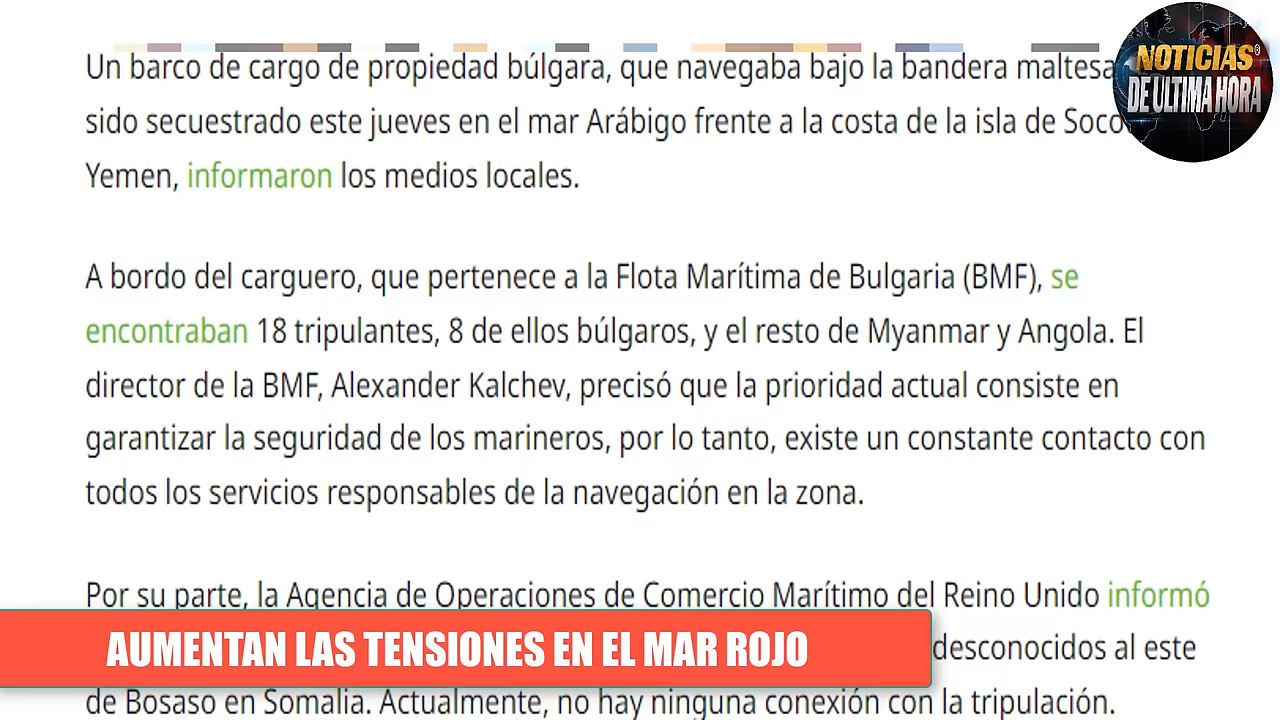 Un barco de cargo de propiedad búlgara, que navegaba bajo la bandera maltesa
sido secuestrado este jueves en el mar Arábigo frente a la costa de la isla de
Yemen, informaron los medios locales.
A bordo del carguero, que pertenece a la Flota Marítima de Bulgaria (BMF), se
encontraban 18 tripulantes, 8 de ellos búlgaros, y el resto de Myanmar y Angola. El
director de la BMF, Alexander Kalchev, precisó que la prioridad actual consiste en
garantizar la seguridad de los marineros, por lo tanto, existe un constante contacto con
todos los servicios responsables de la navegación en la zona.
Por su parte, la Agencia de Operaciones de Comercio Marítimo del Reino Unido informó
desconocidos al este
de Bosaso en Somalia. Actualmente, no hay ninguna conexión con la tripulación.
AUMENTAN LAS TENSIONES EN EL MAR ROJO
NOTICIAS
DE ULTIMA HORA